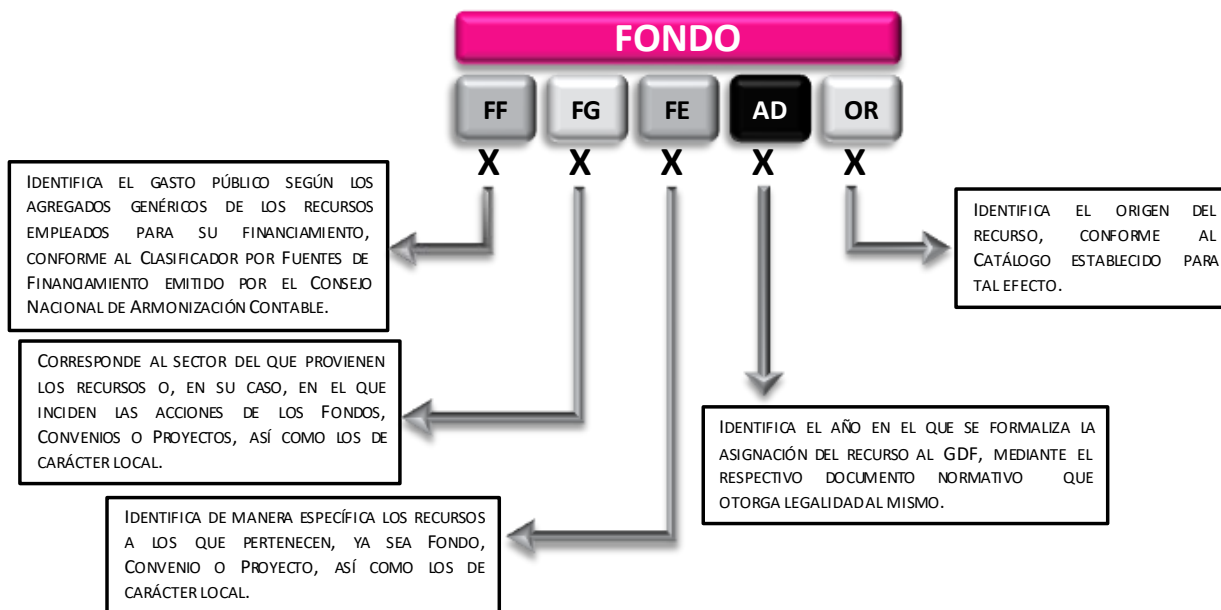 FONDO
FF FG FE AD OR
X X X X X
IDENTIFICA EL GASTO PÚBLICO SEGÚN LOS
AGREGADOS GENÉRICOS DE LOS RECURSOS
EMPLEADOS PARA SU FINANCIAMIENTO,
CONFORME AL CLASIFICADOR POR FUENTES DE
FINANCIAMIENTO EMITIDO POR EL CONSEJO
NACIONAL DE ARMONIZACIÓN CONTABLE.
IDENTIFICA EL ORIGEN DEL
RECURSO, CONFORME AL
CATÁLOGO ESTABLECIDO PARA
TAL EFECTO.
CORRESPONDE AL SECTOR DEL QUE PROVIENEN
LOS RECURSOS O, EN SU CASO, EN EL QUE
INCIDEN LAS ACCIONES DE LOS FONDOS,
CONVENIOS O PROYECTOS, ASÍ COMO LOS DE
CARÁCTER LOCAL.
IDENTIFICA EL AÑO EN EL QUE SE FORMALIZA LA
ASIGNACIÓN DEL RECURSO AL GDF, MEDIANTE EL
RESPECTIVO DOCUMENTO NORMATIVO QUE
OTORGA LEGALIDAD AL MISMO.
IDENTIFICA DE MANERA ESPECÍFICA LOS RECURSOS
A LOS QUE PERTENECEN, YA SEA FONDO,
CONVENIO O PROYECTO, ASÍ COMO LOS DE
CARÁCTER LOCAL.